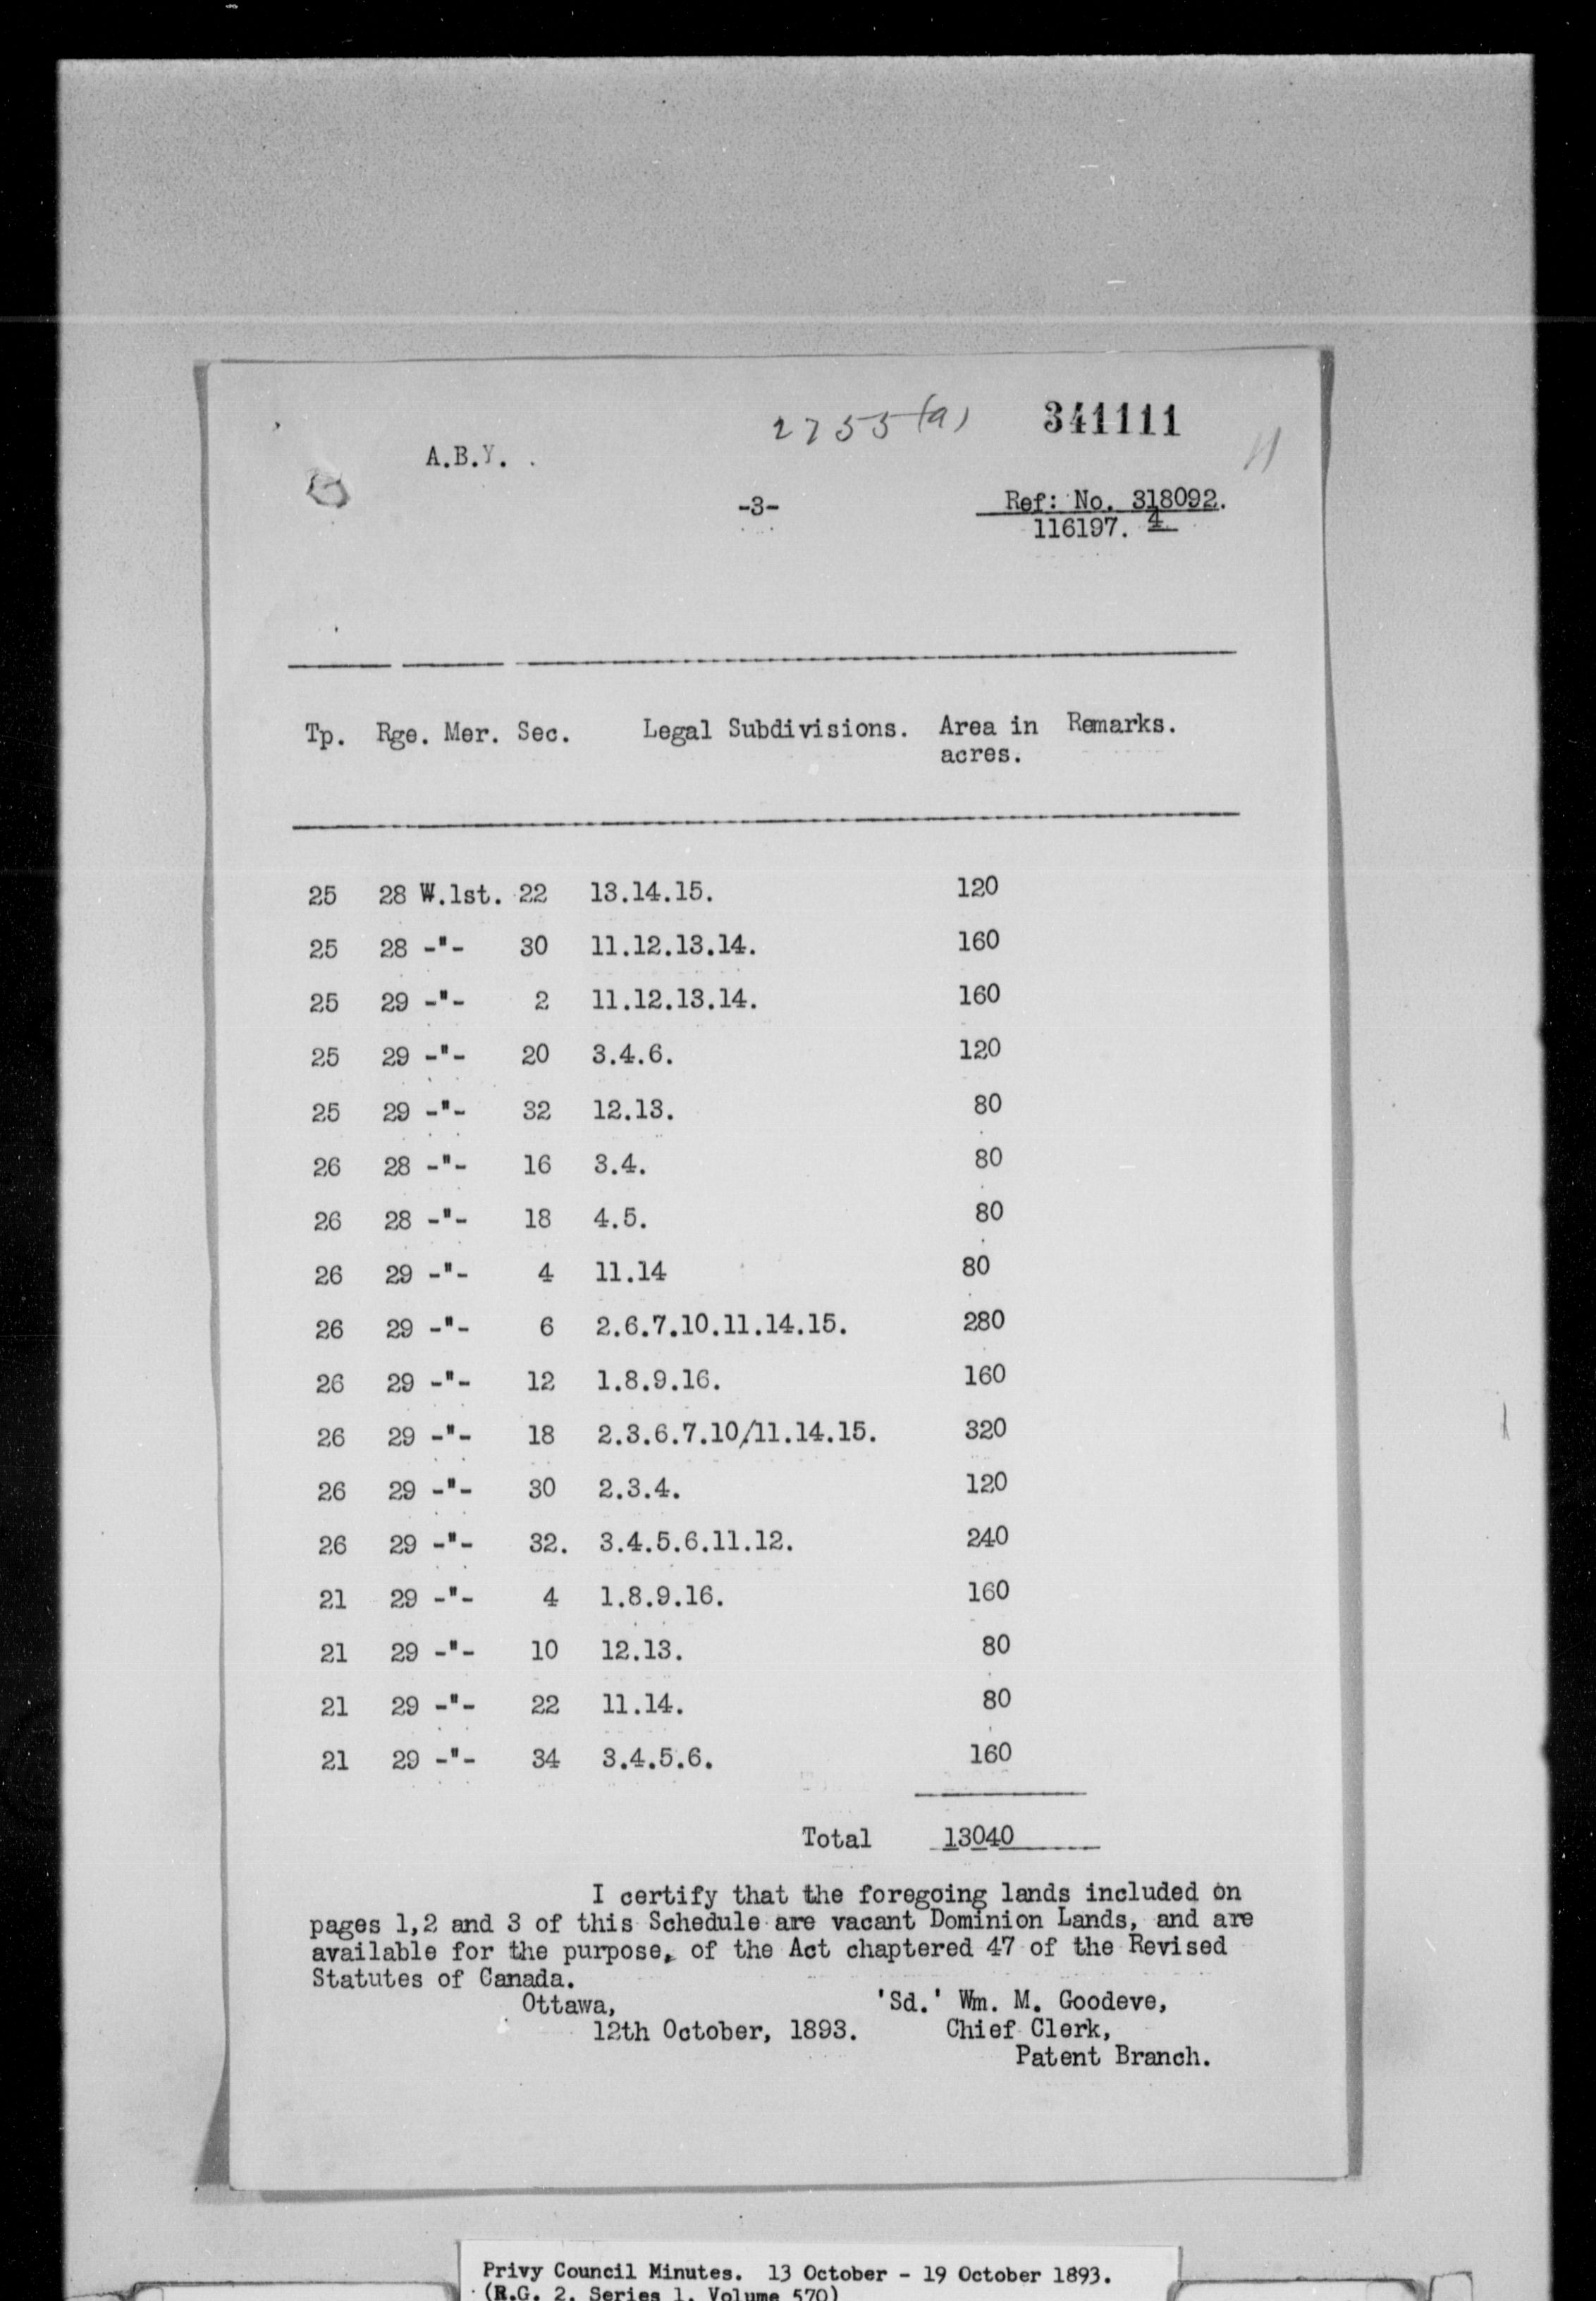 2755(a) 341111
A.B.Y.
-3- Ref: No. 318092.
116197. 4
Tp. Rge. Mer. Sec. Legal Subdivisions. Area in Remarks.
acres.
25 28 W.1st. 22 13.14.15. 120
25 28 -"- 30 11.12.13.14. 160
25 29 -"- 2 11.12.13.14. 160
25 29 -"- 20 3.4.6. 120
25 29 -"- 32 12.13. 80
26 28 -"- 16 3.4. 80
26 28 -"- 18 4.5. 80
26 29 -"- 4 11.14 80
26 29 -"- 6 2.6.7.10.11.14.15. 280
26 29 -"- 12 1.8.9.16. 160
26 29 -"- 18 2.3.6.7.10/11.14.15. 320
26 29 -"- 30 2.3.4. 120
26 29 -"- 32. 3.4.5.6.11.12. 240
21 29 -"- 4 1.8.9.16. 160
21 29 -"- 10 12.13. 80
21 29 -"- 22 11.14. 80
21 29 -"- 34 3.4.5.6. 160
Total 13040
I certify that the foregoing lands included on
pages 1,2 and 3 of this Schedule are vacant Dominion Lands, and are
available for the purpose, of the Act chaptered 47 of the Revised
Statutes of Canada.
Ottawa, 'Sd.' Wm. M. Goodeve,
12th October, 1893. Chief Clerk,
Patent Branch.
Privy Council Minutes. 13 October - 19 October 1893.
(R.G. 2, Series 1, Volume 570)